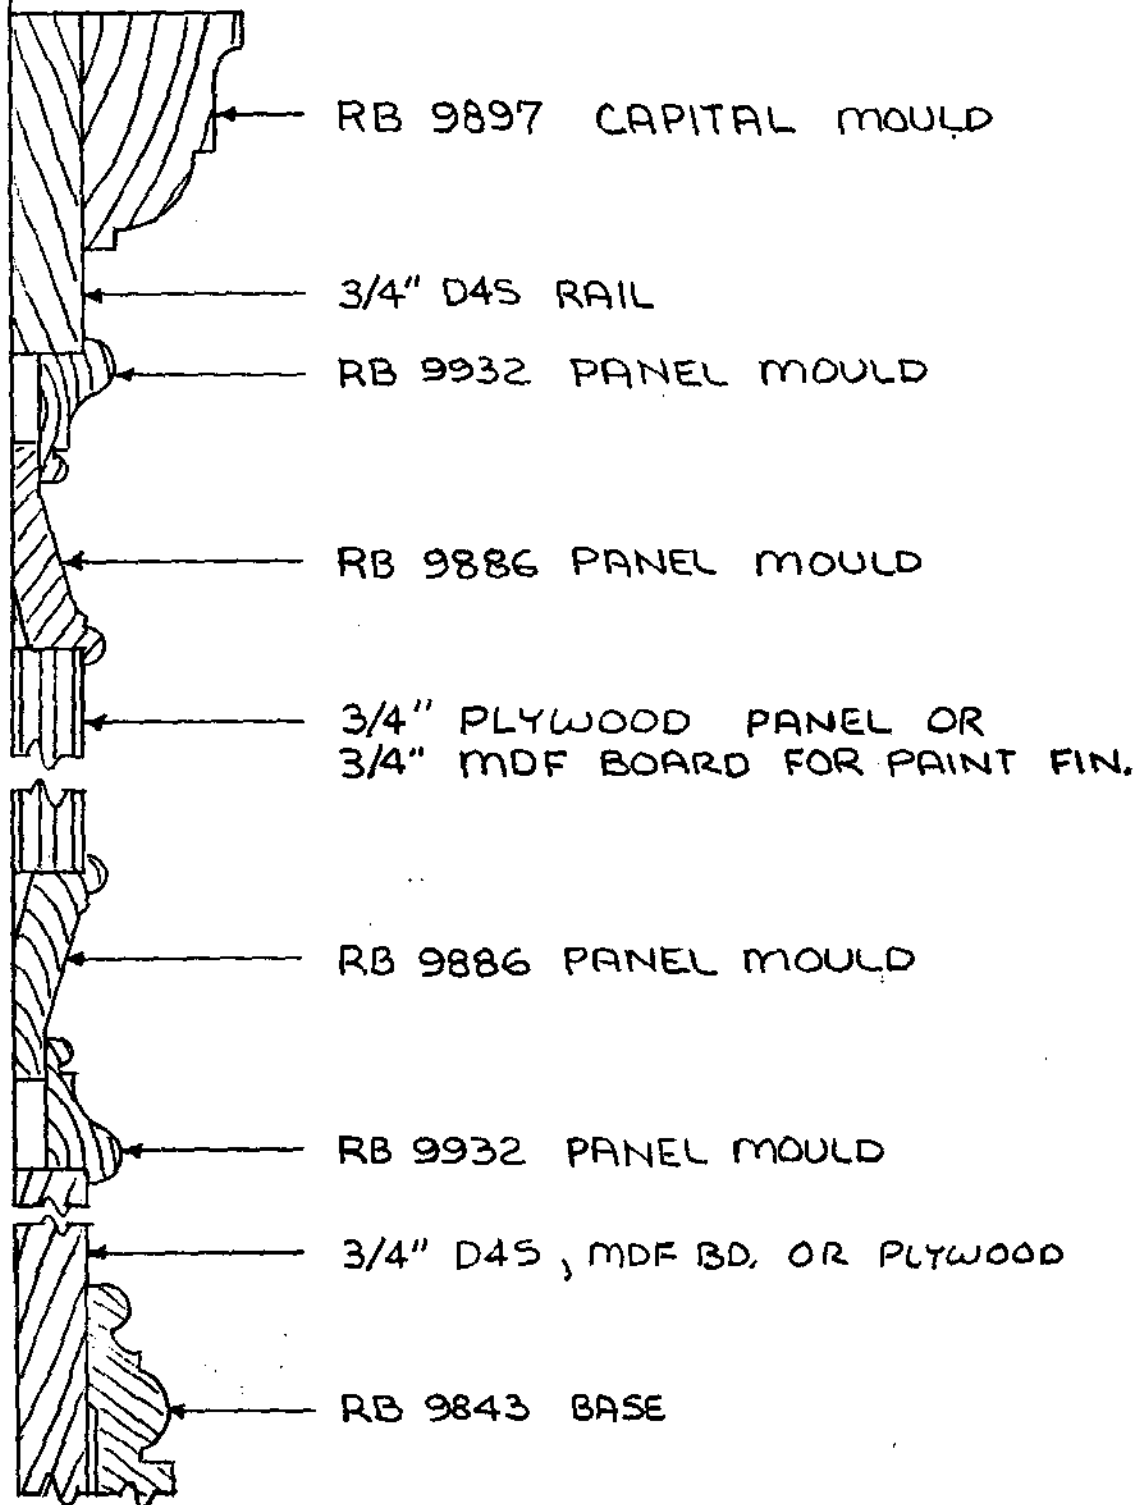 RB 9897 CAPITAL MOULD
3/4" D4S RAIL
RB 9932 PANEL MOULD
RB 9886 PANEL MOULD
3/4" PLYWOOD PANEL OR
3/4" MDF BOARD FOR PAINT FIN.
RB 9886 PANEL MOULD
RB 9932 PANEL MOULD
3/4" D4S, MDF BD. OR PLYWOOD
RB 9843 BASE